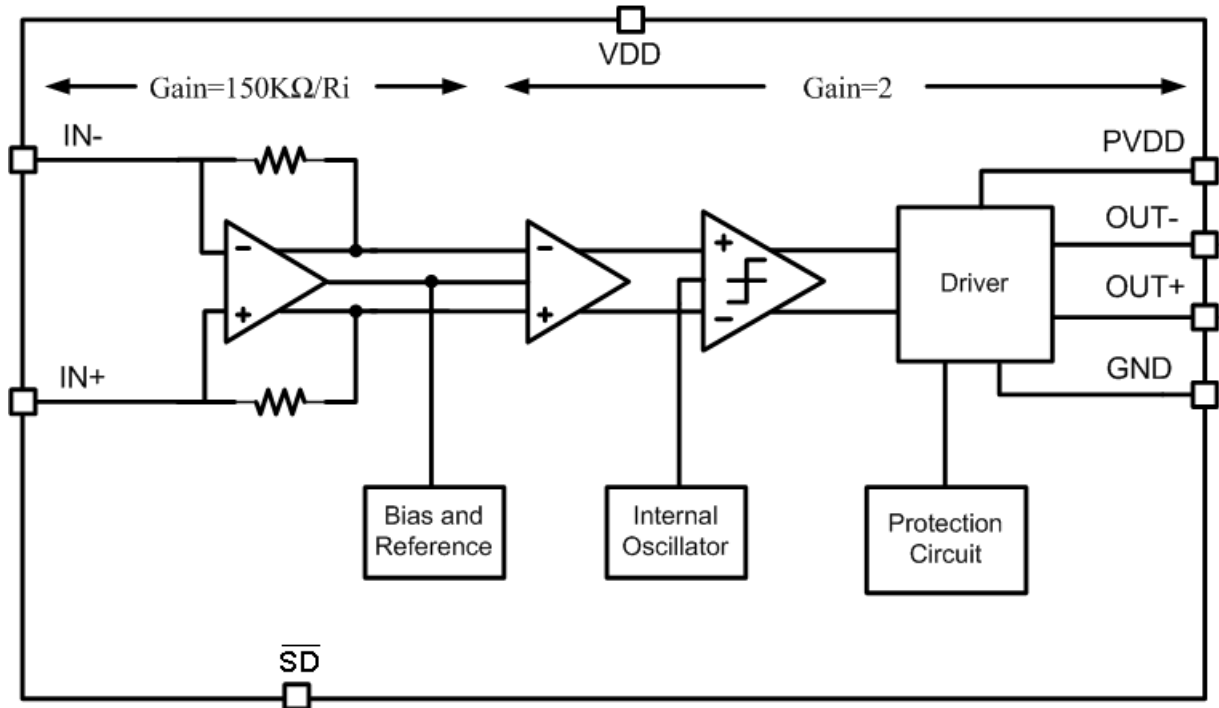 VDD
Gain=150KΩ/Ri
Gain=2
IN-
PVDD
OUT-
OUT+
GND
IN+
−
+
−
+
+
−
Driver
Bias and
Reference
Internal
Oscillator
Protection
Circuit
S̅D̅